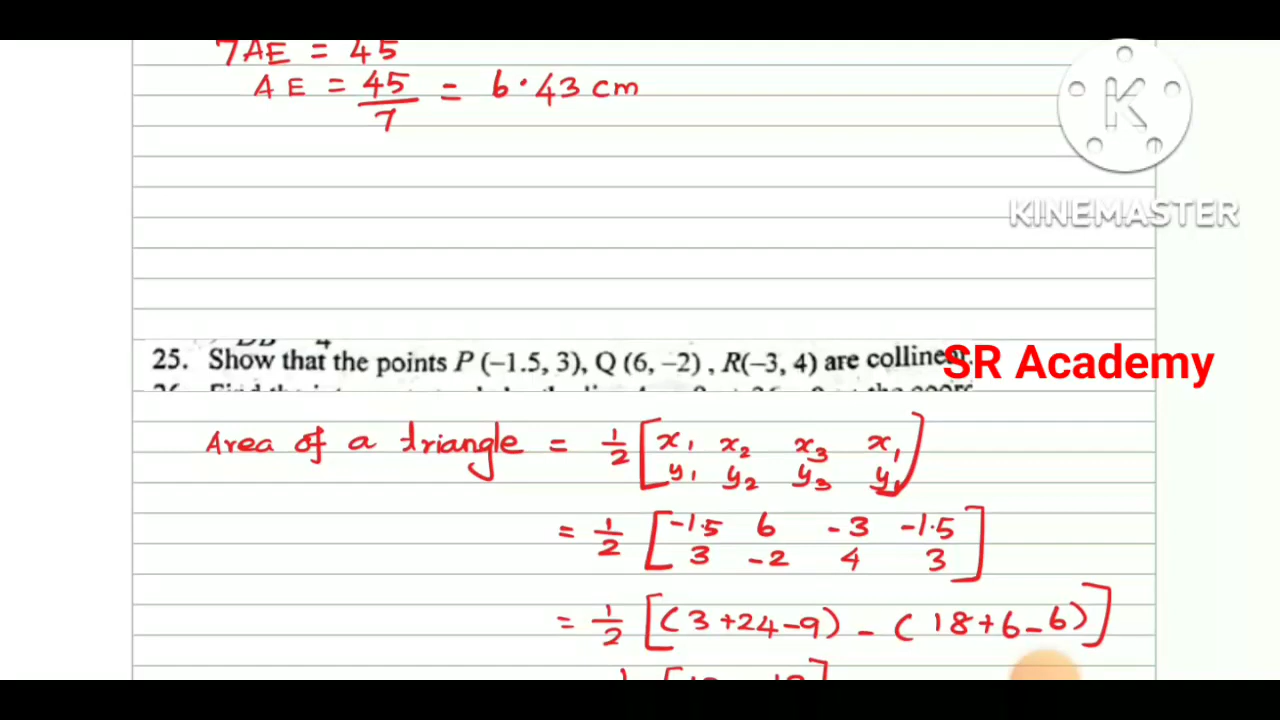 7AE = 45
AE = 45/7 = 6.43 cm
K
KINEMASTER
25. Show that the points P (−1.5, 3), Q (6, −2) , R(−3, 4) are collinear.
SR Academy
Area of a triangle = 1/2 [x₁ x₂ x₃ x₁
y₁ y₂ y₃ y₁]
= 1/2 [-1.5 6 -3 -1.5
3 -2 4 3]
= 1/2 [(3+24-9) - (18+6-6)]